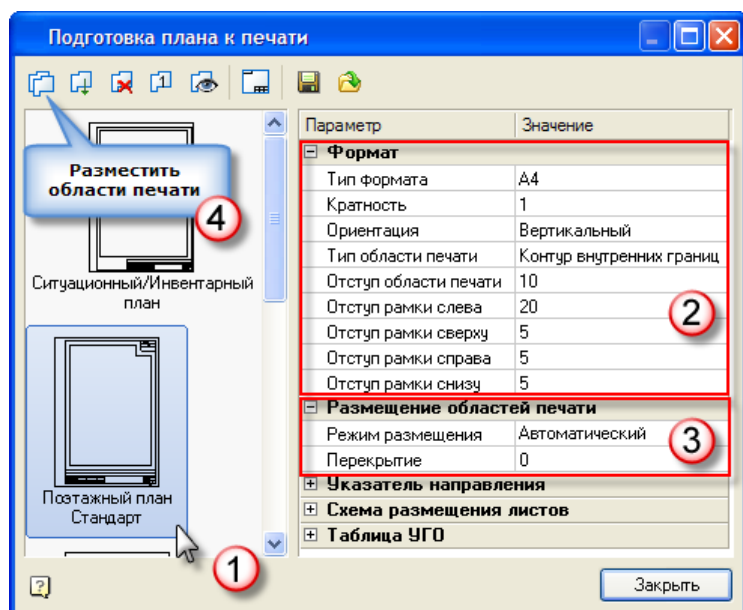 Подготовка плана к печати
Разместить
области печати
4
Ситуационный/Инвентарный
план
Поэтажный план
Стандарт
1
Параметр Значение
Формат
Тип формата A4
Кратность 1
Ориентация Вертикальный
Тип области печати Контур внутренних границ
Отступ области печати 10
Отступ рамки слева 20
Отступ рамки сверху 5
Отступ рамки справа 5
Отступ рамки снизу 5
2
Размещение областей печати
Режим размещения Автоматический
Перекрытие 0
3
Указатель направления
Схема размещения листов
Таблица УГО
Закрыть